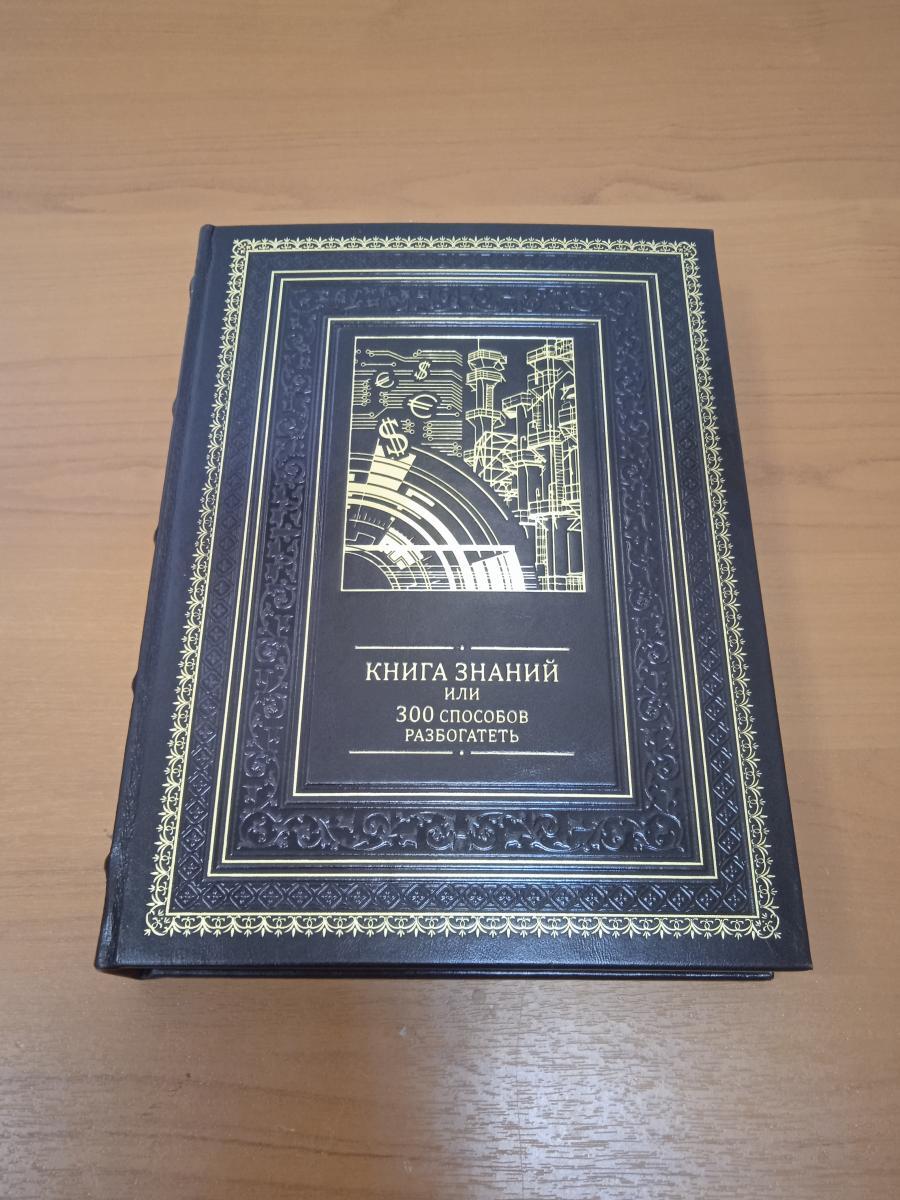 $
€
€
$
КНИГА ЗНАНИЙ
ИЛИ
300 СПОСОБОВ
РАЗБОГАТЕТЬ